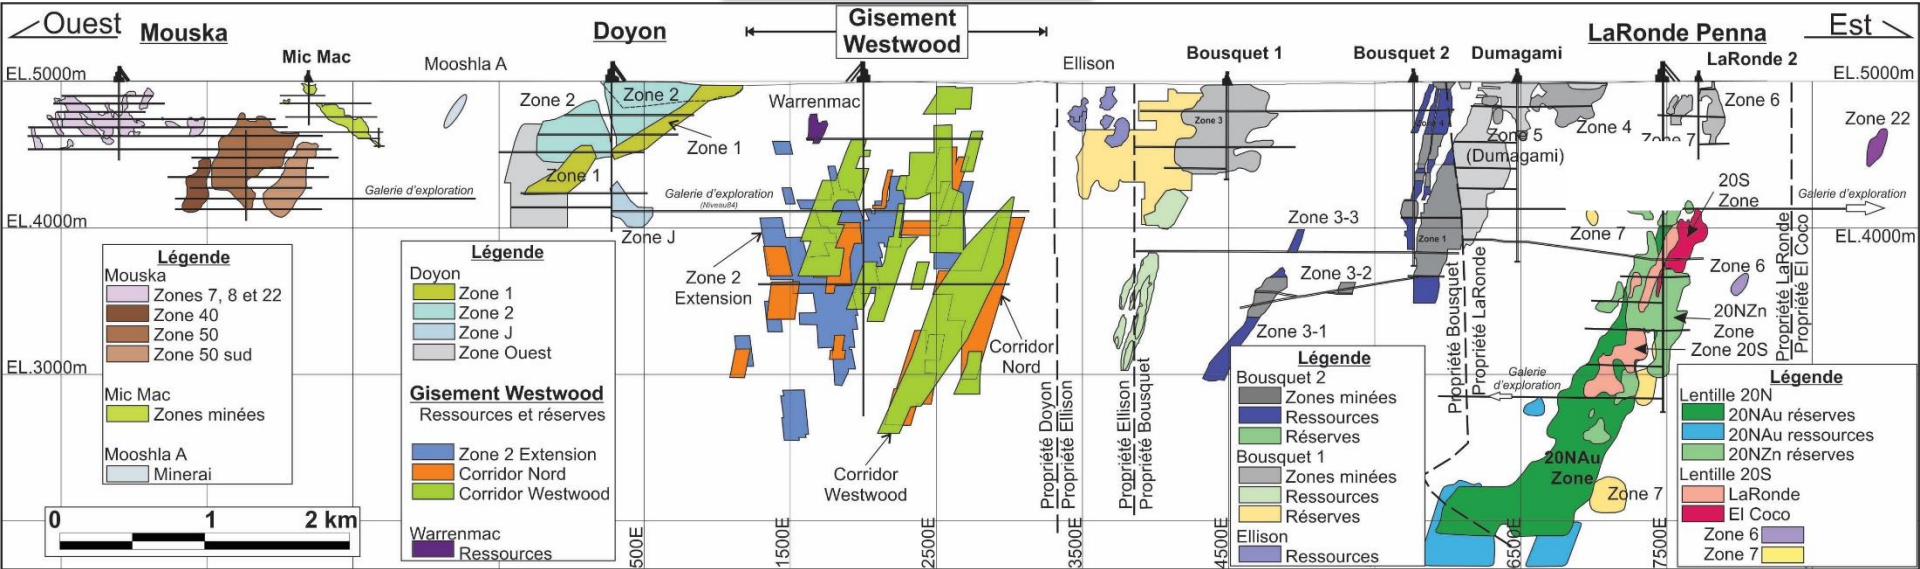 Ouest
Mouska
Mic Mac
Mooshla A
Doyon
Gisement
Westwood
Ellison
Bousquet 1
Bousquet 2
Dumagami
LaRonde Penna
LaRonde 2
Est
EL.5000m
EL.5000m
Zone 2
Zone 2
Zone 1
Zone 1
Zone J
Warrenmac
Zone 3
Zone 4
Zone 5
(Dumagami)
Zone 4
Zone 6
Zone 7
Zone 22
Galerie d'exploration
Galerie d'exploration
(Niveau84)
Galerie d'exploration
20S
Zone
EL.4000m
EL.4000m
Zone 2
Extension
Zone 3-3
Zone 3-2
Zone 3-1
Zone 1
Zone 7
Zone 6
20NZn
Zone
Zone 20S
EL.3000m
Corridor
Nord
Corridor
Westwood
Galerie
d'exploration
20NAu
Zone
Zone 7
Propriété Doyon
Propriété Ellison
Propriété Ellison
Propriété Bousquet
Propriété Bousquet
Propriété LaRonde
Propriété LaRonde
Propriété El Coco
Légende
Mouska
Zones 7, 8 et 22
Zone 40
Zone 50
Zone 50 sud
Mic Mac
Zones minées
Mooshla A
Minerai
0 1 2 km
Légende
Doyon
Zone 1
Zone 2
Zone J
Zone Ouest
Gisement Westwood
Ressources et réserves
Zone 2 Extension
Corridor Nord
Corridor Westwood
Warrenmac
Ressources
Légende
Bousquet 2
Zones minées
Ressources
Réserves
Bousquet 1
Zones minées
Ressources
Réserves
Ellison
Ressources
Légende
Lentille 20N
20NAu réserves
20NAu ressources
20NZn réserves
Lentille 20S
LaRonde
El Coco
Zone 6
Zone 7
500E
1500E
2500E
3500E
4500E
6500E
7500E